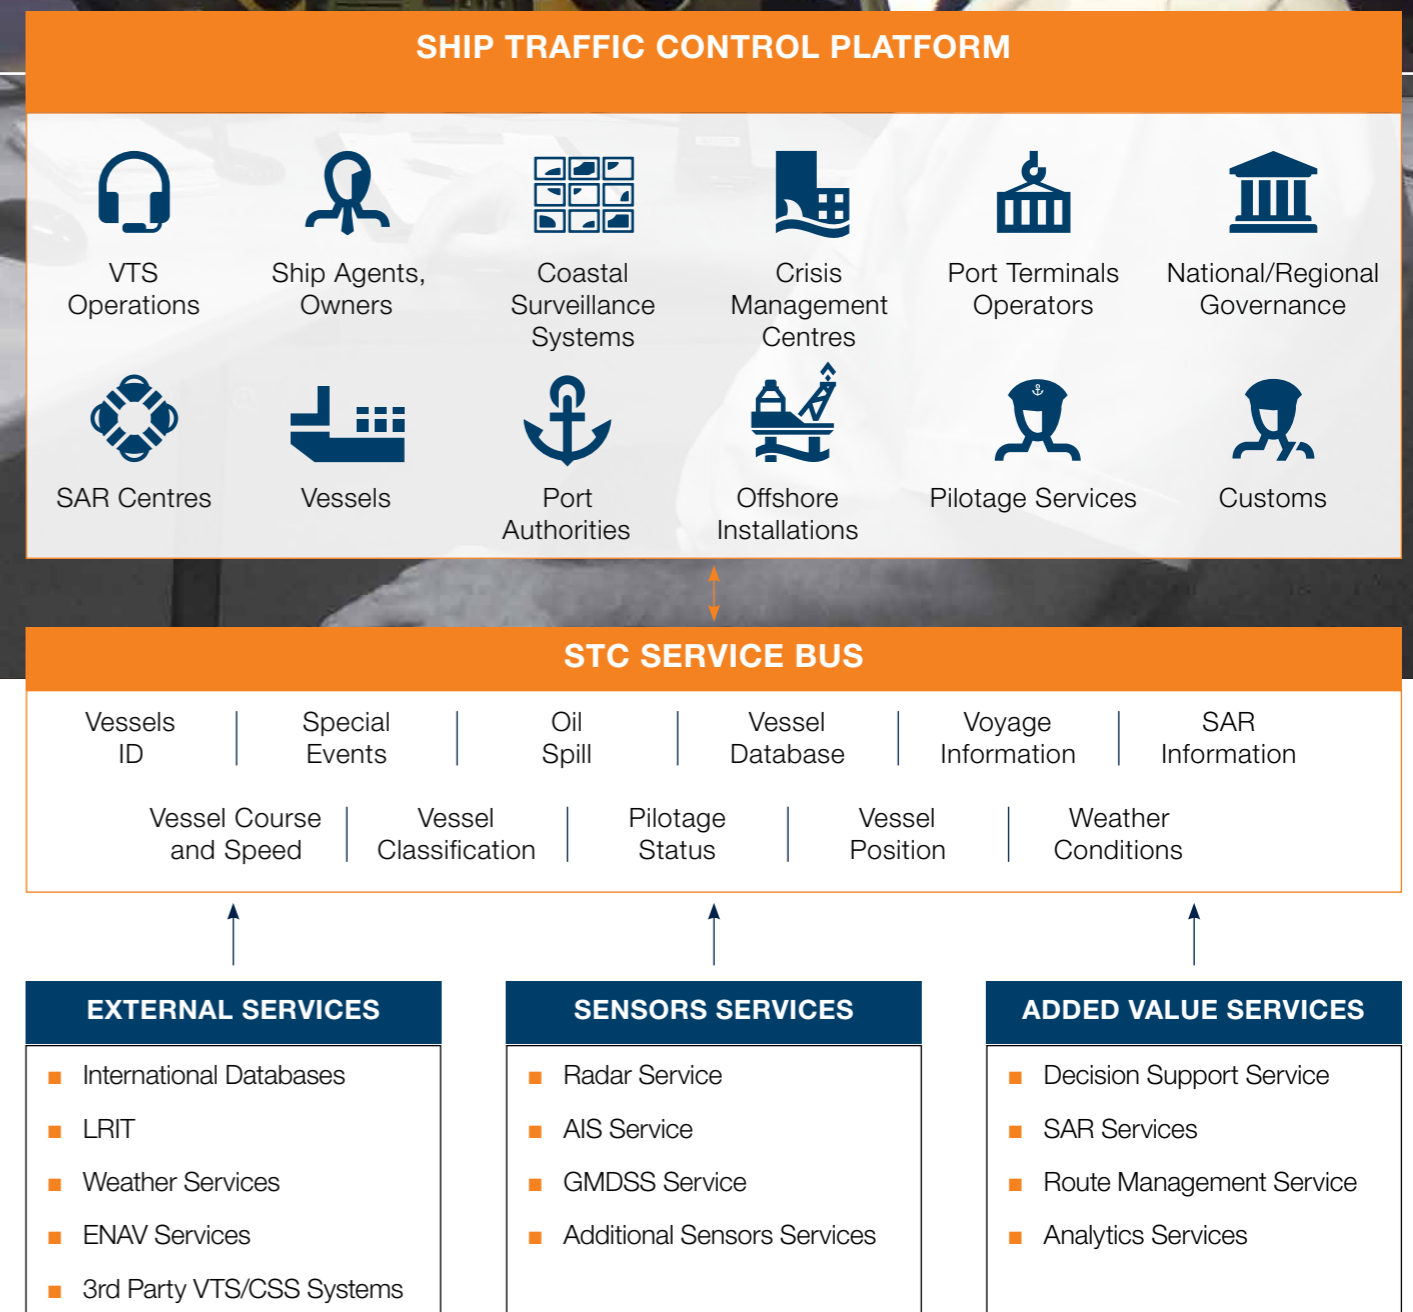 SHIP TRAFFIC CONTROL PLATFORM
VTS
Operations
Ship Agents,
Owners
Coastal
Surveillance
Systems
Crisis
Management
Centres
Port Terminals
Operators
National/Regional
Governance
SAR Centres
Vessels
Port
Authorities
Offshore
Installations
Pilotage Services
Customs
STC SERVICE BUS
Vessels
ID
Special
Events
Oil
Spill
Vessel
Database
Voyage
Information
SAR
Information
Vessel Course
and Speed
Vessel
Classification
Pilotage
Status
Vessel
Position
Weather
Conditions
EXTERNAL SERVICES
International Databases
LRIT
Weather Services
ENAV Services
3rd Party VTS/CSS Systems
SENSORS SERVICES
Radar Service
AIS Service
GMDSS Service
Additional Sensors Services
ADDED VALUE SERVICES
Decision Support Service
SAR Services
Route Management Service
Analytics Services